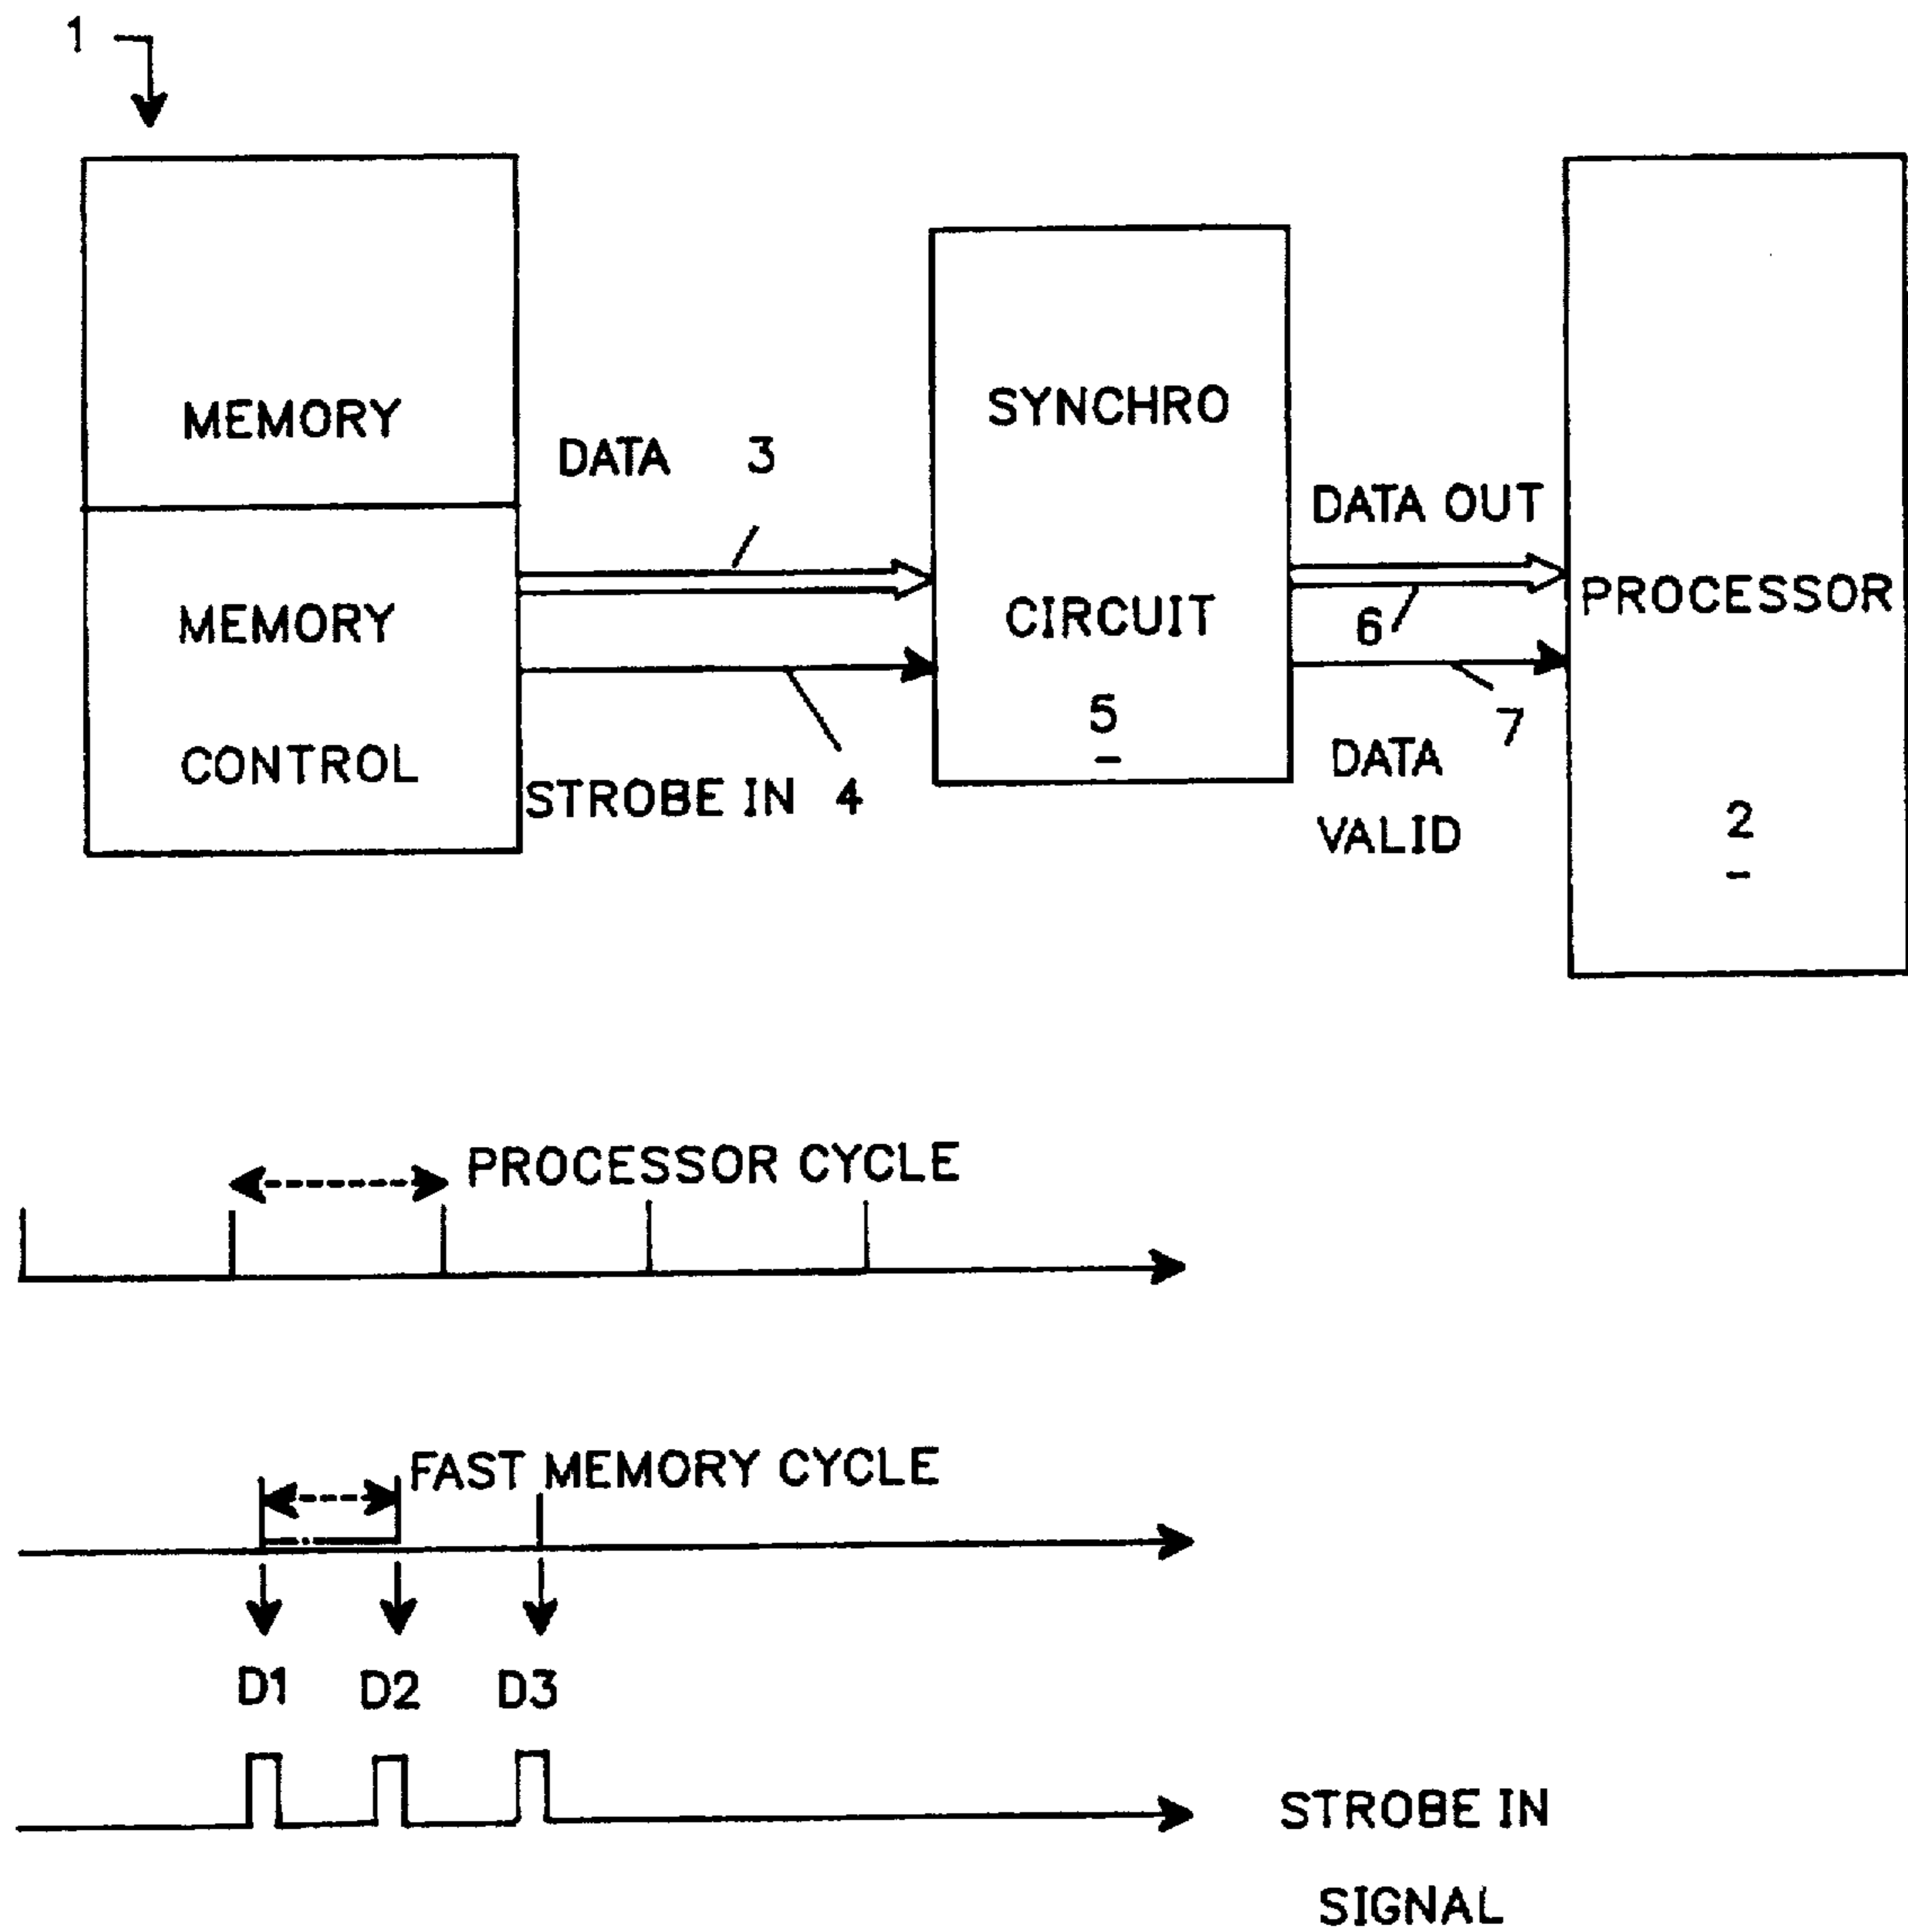 1
MEMORY
MEMORY
CONTROL
DATA 3
STROBE IN 4
SYNCHRO
CIRCUIT
5
DATA OUT
6
7
DATA
VALID
PROCESSOR
2
PROCESSOR CYCLE
FAST MEMORY CYCLE
D1 D2 D3
STROBE IN
SIGNAL